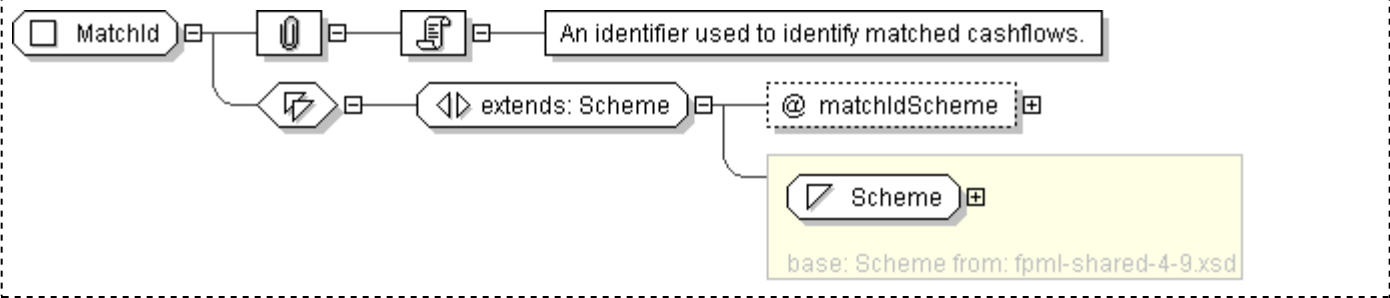 MatchId
An identifier used to identify matched cashflows.
extends: Scheme
@ matchIdScheme
Scheme
base: Scheme from: fpml-shared-4-9.xsd